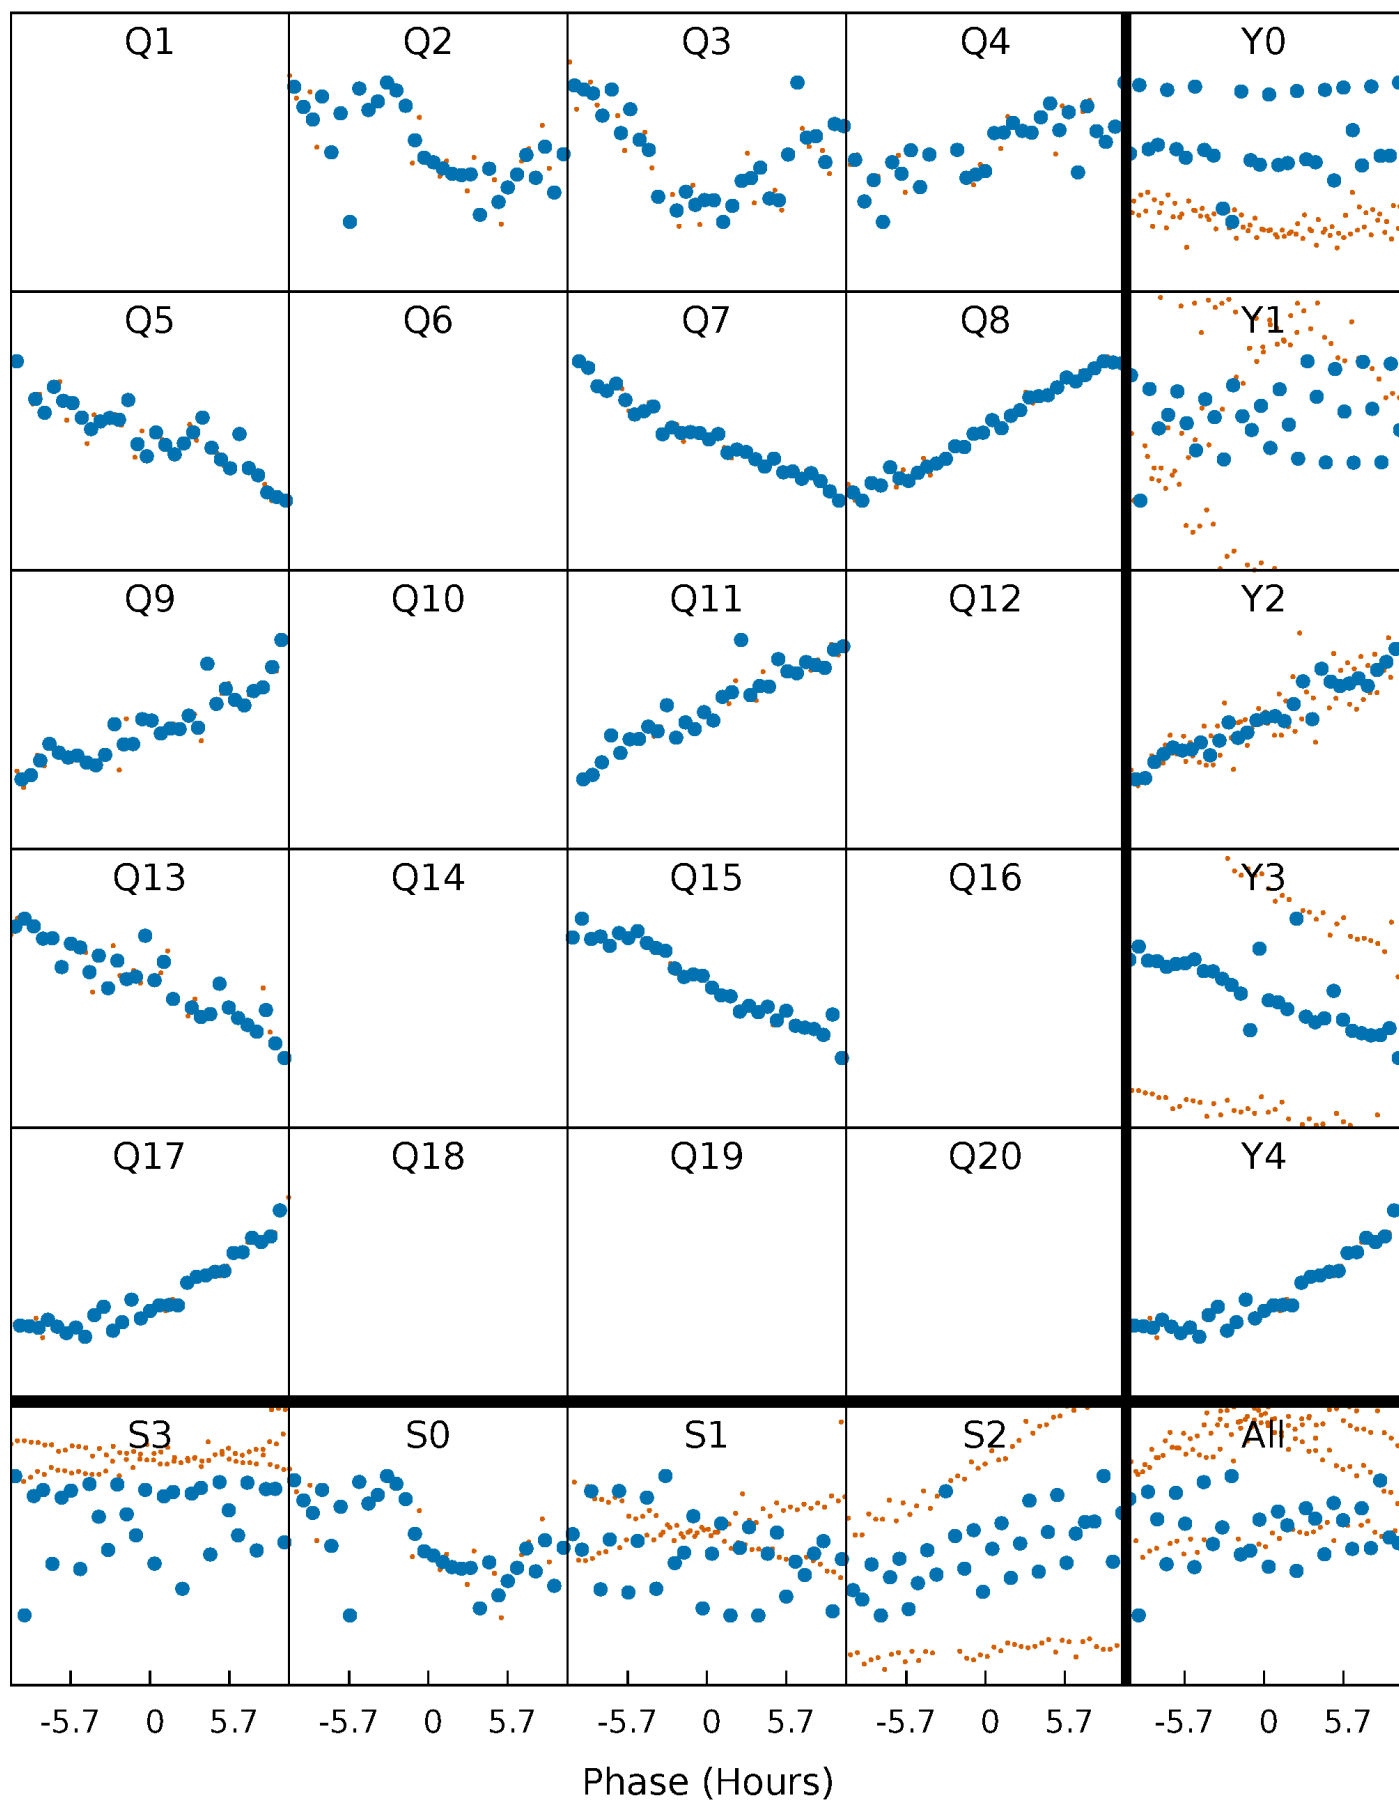 Q1 Q2 Q3 Q4 Y0
Q5 Q6 Q7 Q8 Y1
Q9 Q10 Q11 Q12 Y2
Q13 Q14 Q15 Q16 Y3
Q17 Q18 Q19 Q20 Y4
S3 S0 S1 S2 All
-5.7 0 5.7 -5.7 0 5.7 -5.7 0 5.7 -5.7 0 5.7 -5.7 0 5.7
Phase (Hours)